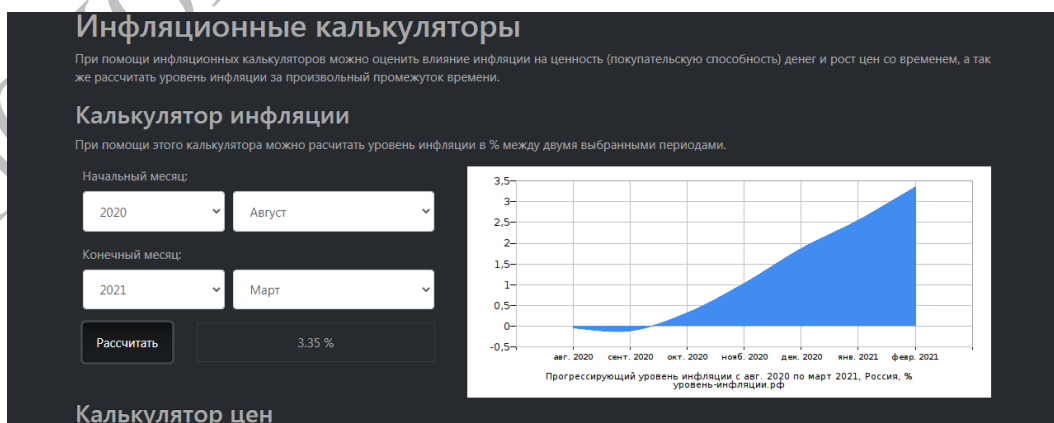 Инфляционные калькуляторы
При помощи инфляционных калькуляторов можно оценить влияние инфляции на ценность (покупательскую способность) денег и рост цен со временем, а так
же рассчитать уровень инфляции за произвольный промежуток времени.
Калькулятор инфляции
При помощи этого калькулятора можно расчитать уровень инфляции в % между двумя выбранными периодами.
Начальный месяц:
2020 Август
Конечный месяц:
2021 Март
Рассчитать 3.35 %
3,5
3
2,5
2
1,5
1
0,5
0
-0,5
авг. 2020 сент. 2020 окт. 2020 нояб. 2020 дек. 2020 янв. 2021 февр. 2021
Прогрессирующий уровень инфляции с авг. 2020 по март 2021, Россия, %
уровень-инфляции.рф
Калькулятор цен